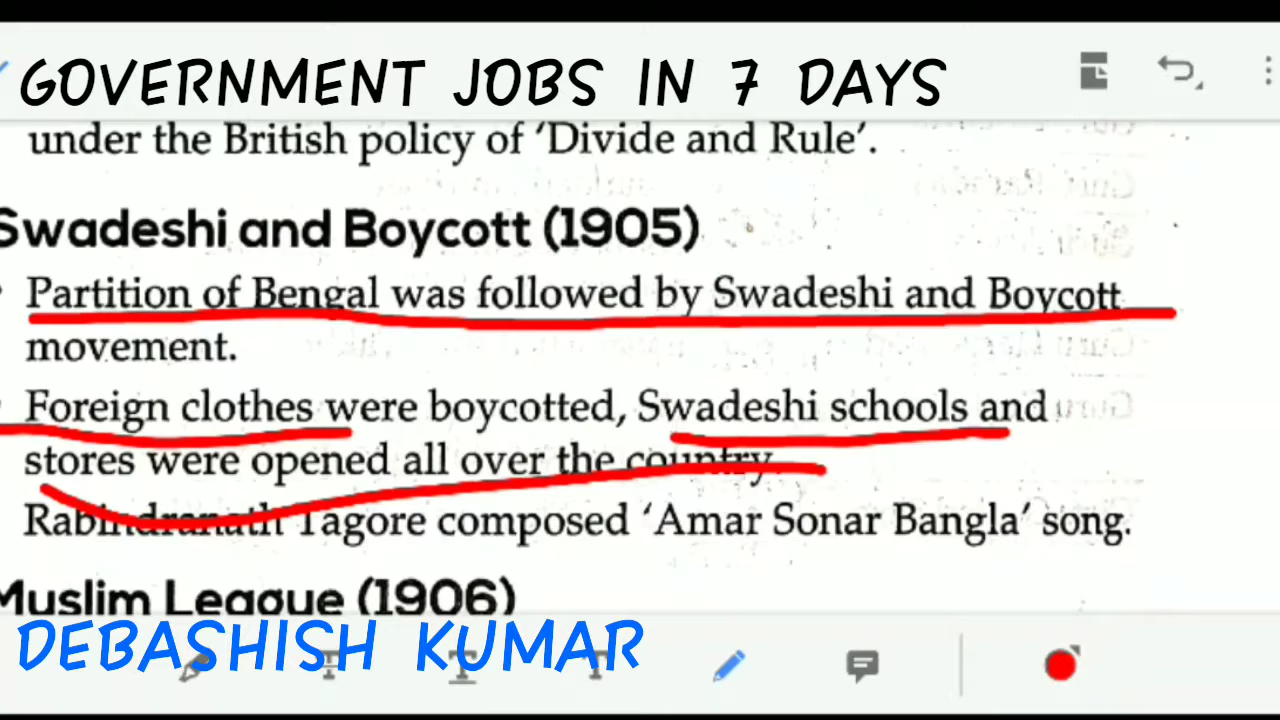 GOVERNMENT JOBS IN 7 DAYS
under the British policy of 'Divide and Rule'.
Swadeshi and Boycott (1905)
Partition of Bengal was followed by Swadeshi and Boycott
movement.
Foreign clothes were boycotted, Swadeshi schools and
stores were opened all over the country.
Rabindranath Tagore composed 'Amar Sonar Bangla' song.
Muslim League (1906)
DEBASHISH KUMAR